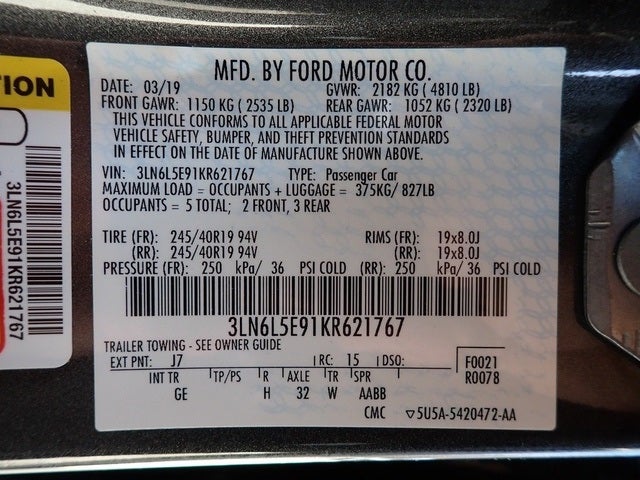 TION
3LN6L5E91KR621767
MFD. BY FORD MOTOR CO.
DATE: 03/19 GVWR: 2182 KG ( 4810 LB)
FRONT GAWR: 1150 KG ( 2535 LB) REAR GAWR: 1052 KG ( 2320 LB)
THIS VEHICLE CONFORMS TO ALL APPLICABLE FEDERAL MOTOR
VEHICLE SAFETY, BUMPER, AND THEFT PREVENTION STANDARDS
IN EFFECT ON THE DATE OF MANUFACTURE SHOWN ABOVE.
VIN: 3LN6L5E91KR621767 TYPE: Passenger Car
MAXIMUM LOAD = OCCUPANTS + LUGGAGE = 375KG/ 827LB
OCCUPANTS = 5 TOTAL; 2 FRONT, 3 REAR
TIRE (FR): 245/40R19 94V RIMS (FR): 19x8.0J
(RR): 245/40R19 94V (RR): 19x8.0J
PRESSURE (FR): 250 kPa/ 36 PSI COLD (RR): 250 kPa/ 36 PSI COLD
3LN6L5E91KR621767
TRAILER TOWING - SEE OWNER GUIDE
EXT PNT: J7 RC: 15 DSO: F0021
R0078
INT TR TP/PS R AXLE TR SPR
GE H 32 W AABB
CMC ▽5U5A-5420472-AA